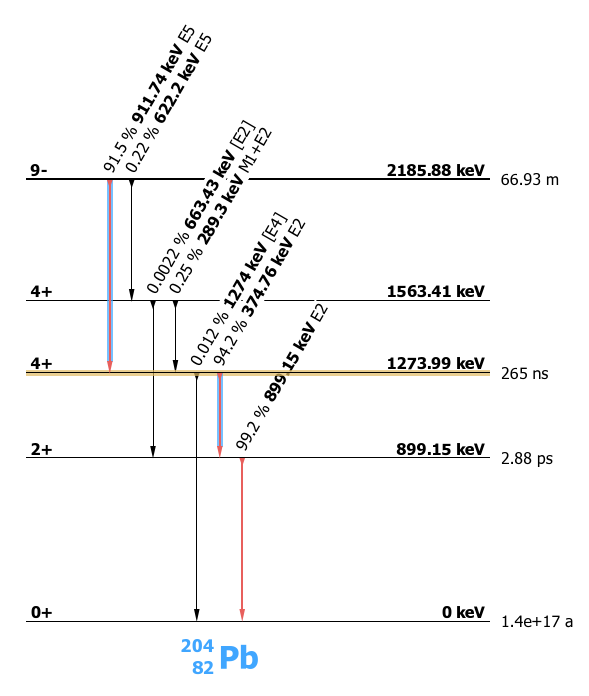 91.5 % 911.74 keV E5
0.22 % 622.2 keV E5
9-
2185.88 keV
66.93 m
0.0022 % 663.43 keV [E2]
0.25 % 289.3 keV M1+E2
4+
1563.41 keV
0.012 % 1274 keV [E4]
94.2 % 374.76 keV E2
4+
1273.99 keV
265 ns
99.2 % 899.15 keV E2
2+
899.15 keV
2.88 ps
0+
0 keV
1.4e+17 a
204
82 Pb